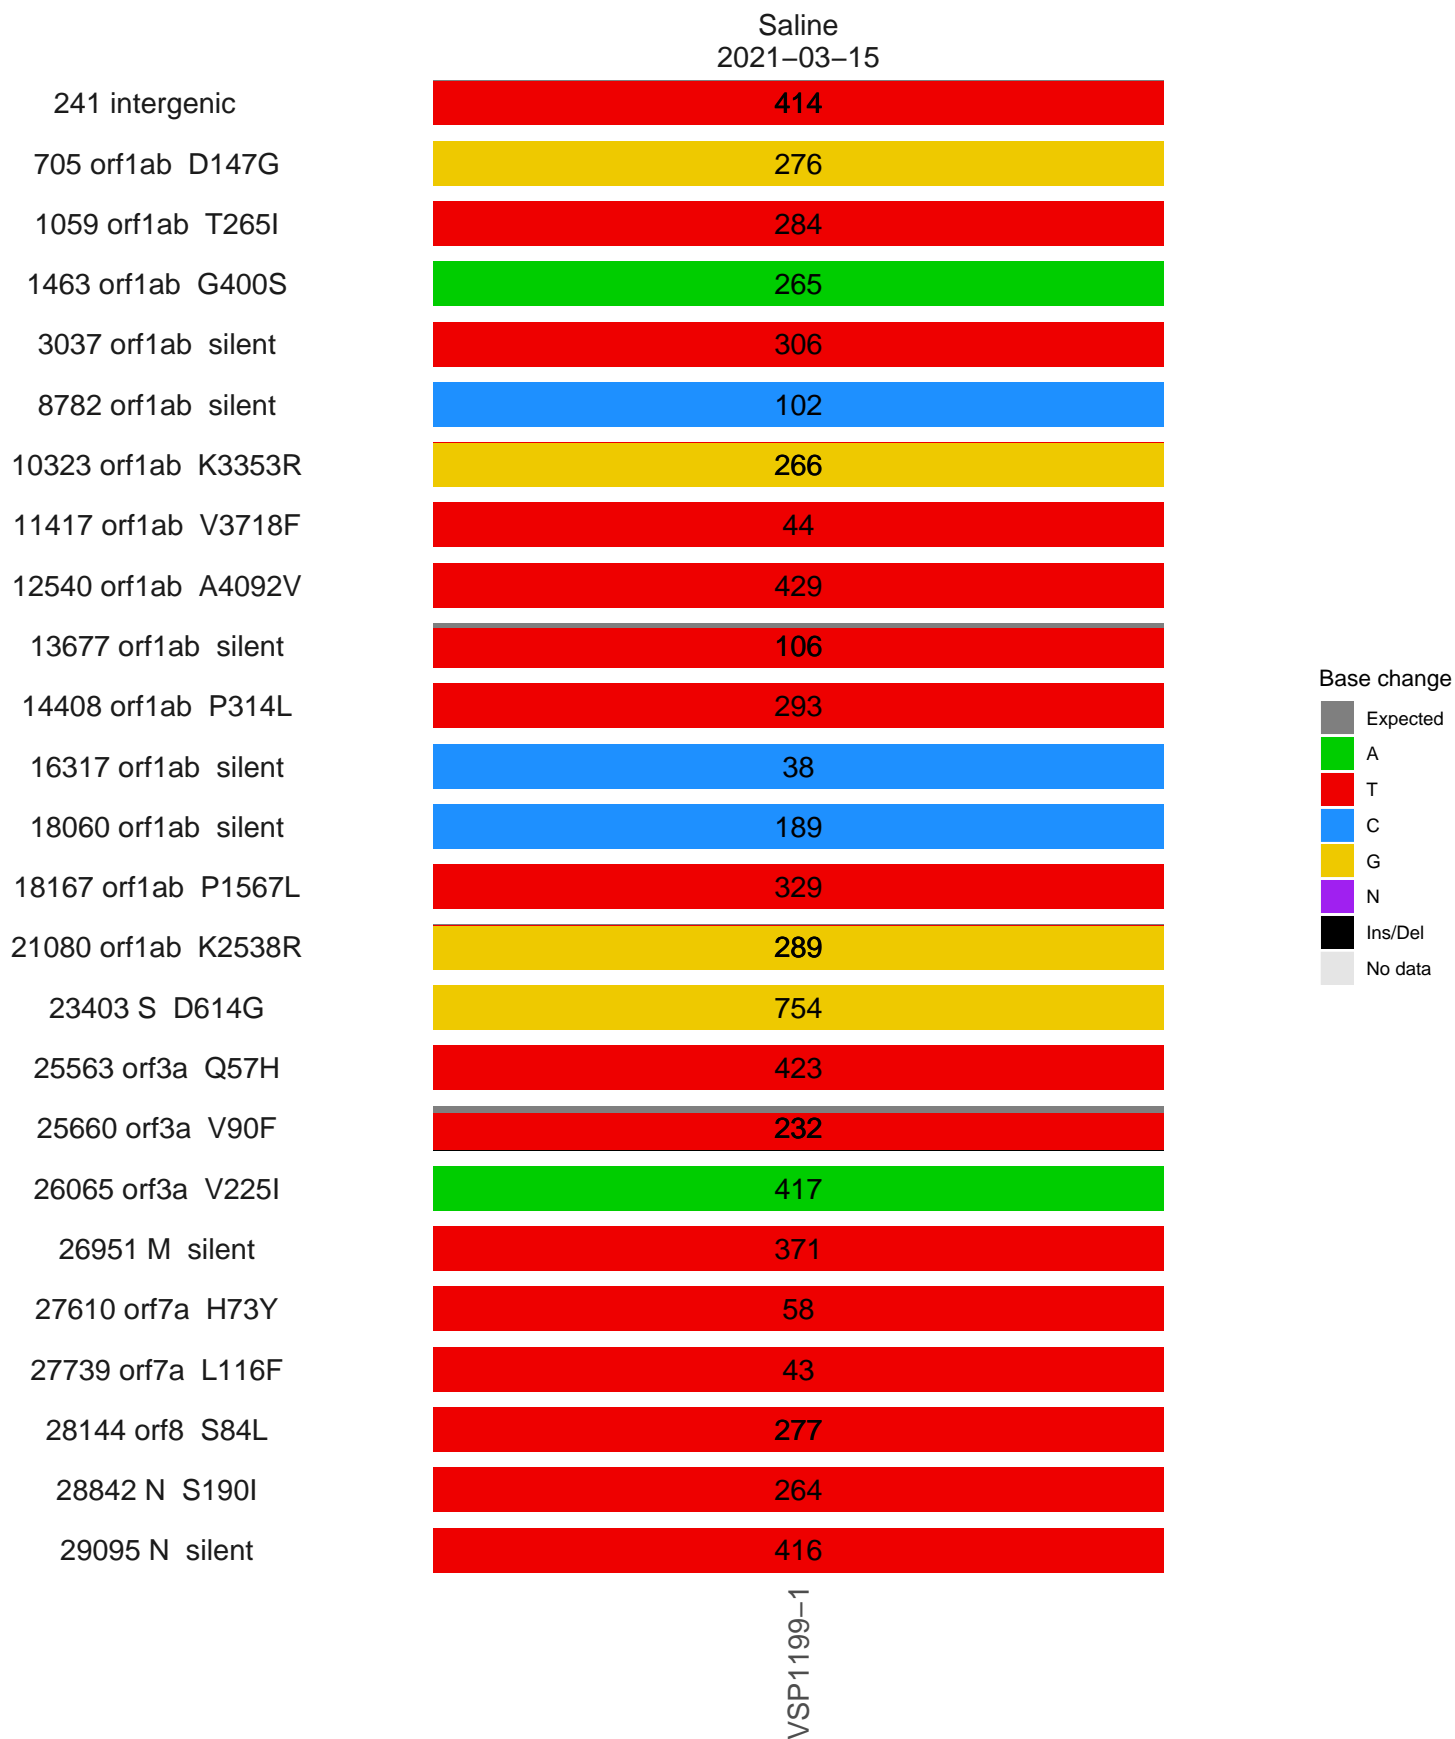 Saline
2021−03−15
241 intergenic 414
705 orf1ab D147G 276
1059 orf1ab T265I 284
1463 orf1ab G400S 265
3037 orf1ab silent 306
8782 orf1ab silent 102
10323 orf1ab K3353R 266
11417 orf1ab V3718F 44
12540 orf1ab A4092V 429
13677 orf1ab silent 106
14408 orf1ab P314L 293
16317 orf1ab silent 38
18060 orf1ab silent 189
18167 orf1ab P1567L 329
21080 orf1ab K2538R 289
23403 S D614G 754
25563 orf3a Q57H 423
25660 orf3a V90F 232
26065 orf3a V225I 417
26951 M silent 371
27610 orf7a H73Y 58
27739 orf7a L116F 43
28144 orf8 S84L 277
28842 N S190I 264
29095 N silent 416
VSP1199−1
Base change
Expected
A
T
C
G
N
Ins/Del
No data